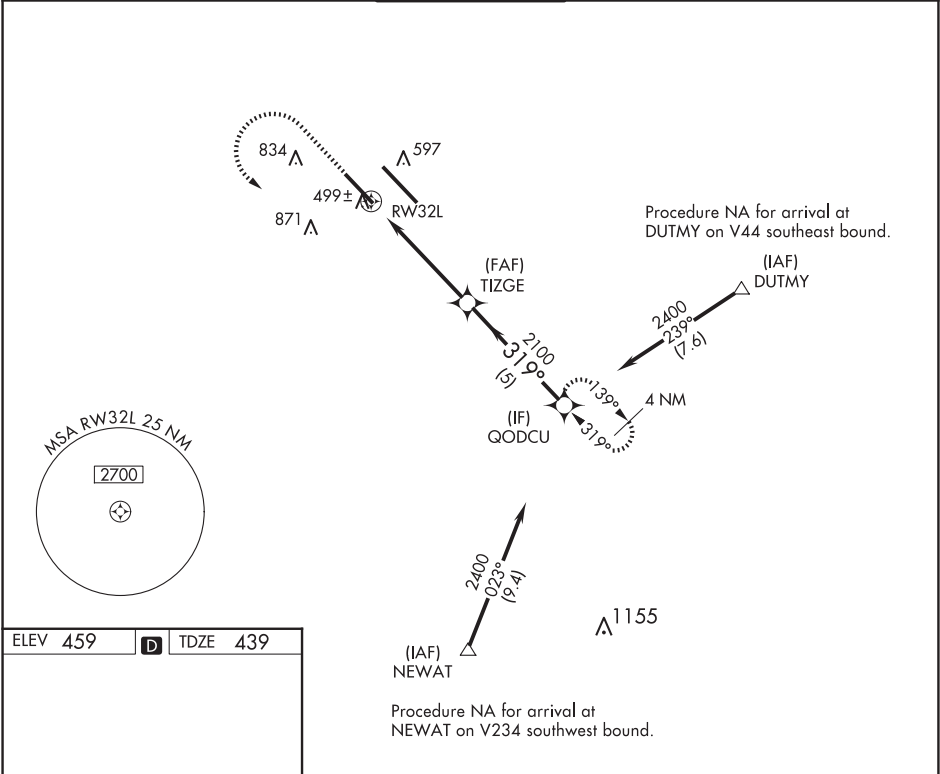 834
597
499±
871
RW32L
Procedure NA for arrival at
DUTMY on V44 southeast bound.
(IAF)
DUTMY
(FAF)
TIZGE
2400
239°
(7.6)
2100
319°
(5)
139°
4 NM
319°
(IF)
QODCU
MSA RW32L 25 NM
2700
2400
023°
(9.4)
1155
(IAF)
NEWAT
Procedure NA for arrival at
NEWAT on V234 southwest bound.
ELEV 459 D TDZE 439